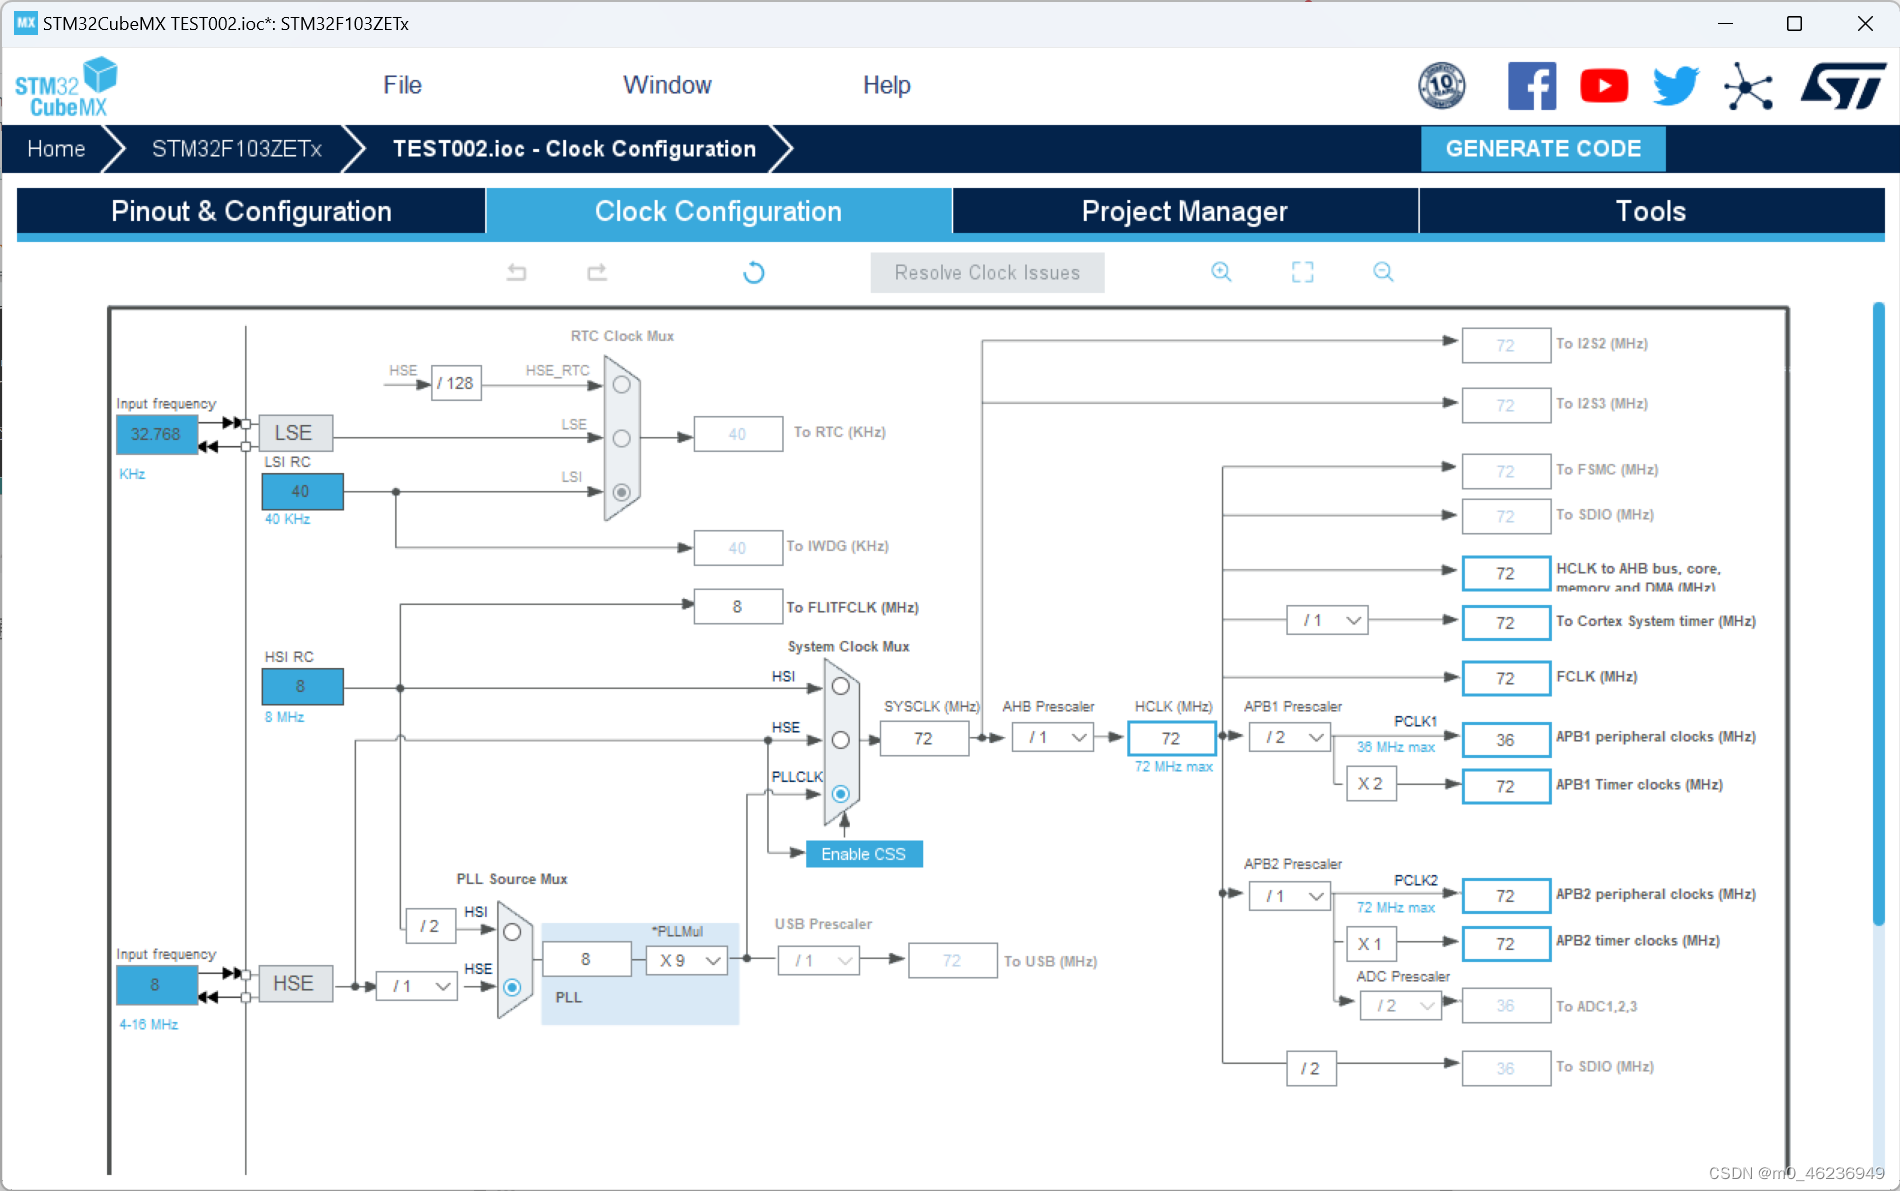 MX STM32CubeMX TEST002.ioc*: STM32F103ZETx
STM32
CubeMX
File
Window
Help
10
ST
Home
STM32F103ZETx
TEST002.ioc - Clock Configuration
GENERATE CODE
Pinout & Configuration
Clock Configuration
Project Manager
Tools
Resolve Clock Issues
RTC Clock Mux
HSE
/ 128
HSE_RTC
Input frequency
32.768
KHz
LSE
LSE
LSI RC
40
40 KHz
LSI
40
To RTC (KHz)
40
To IWDG (KHz)
8
To FLITFCLK (MHz)
HSI RC
8
8 MHz
System Clock Mux
HSI
HSE
PLLCLK
Enable CSS
SYSCLK (MHz)
72
AHB Prescaler
/ 1
HCLK (MHz)
72
72 MHz max
APB1 Prescaler
/ 2
PCLK1
36 MHz max
X 2
72
To I2S2 (MHz)
72
To I2S3 (MHz)
72
To FSMC (MHz)
72
To SDIO (MHz)
72
HCLK to AHB bus, core,
memory and DMA (MHz)
/ 1
72
To Cortex System timer (MHz)
72
FCLK (MHz)
36
APB1 peripheral clocks (MHz)
72
APB1 Timer clocks (MHz)
APB2 Prescaler
/ 1
PCLK2
72 MHz max
72
APB2 peripheral clocks (MHz)
X 1
72
APB2 timer clocks (MHz)
ADC Prescaler
/ 2
36
To ADC1,2,3
/ 2
36
To SDIO (MHz)
PLL Source Mux
/ 2
HSI
Input frequency
8
4-16 MHz
HSE
/ 1
HSE
8
PLL
*PLLMul
X 9
USB Prescaler
/ 1
72
To USB (MHz)
CSDN @m0_46236949